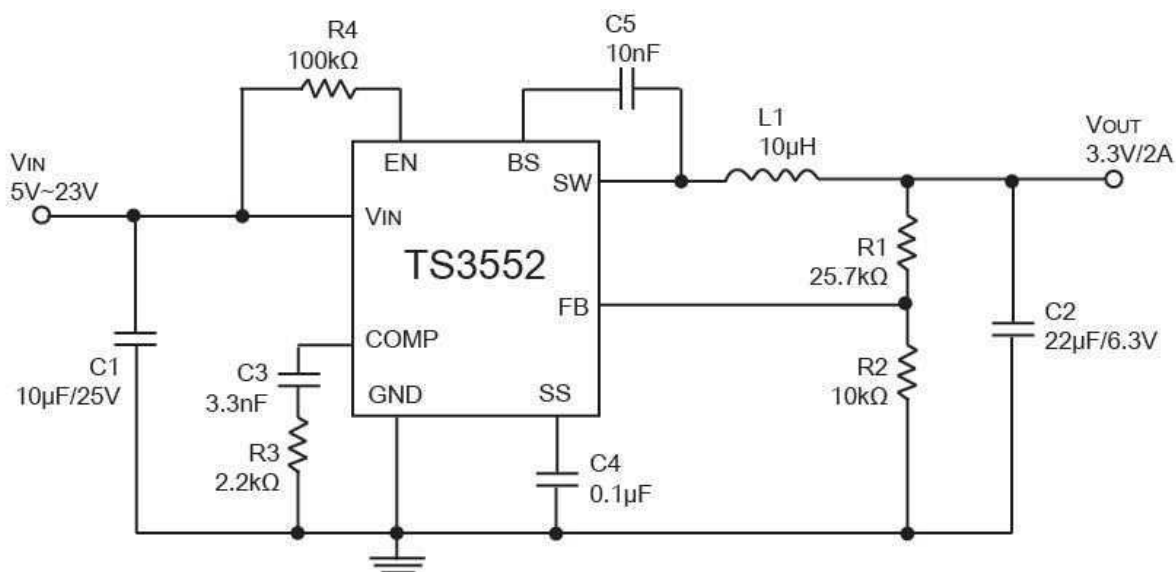 R4
100kΩ
C5
10nF
L1
10µH
VOUT
3.3V/2A
VIN
5V~23V
EN
BS
SW
VIN
TS3552
R1
25.7kΩ
FB
COMP
C2
22µF/6.3V
C1
10µF/25V
C3
3.3nF
GND
SS
R2
10kΩ
R3
2.2kΩ
C4
0.1µF